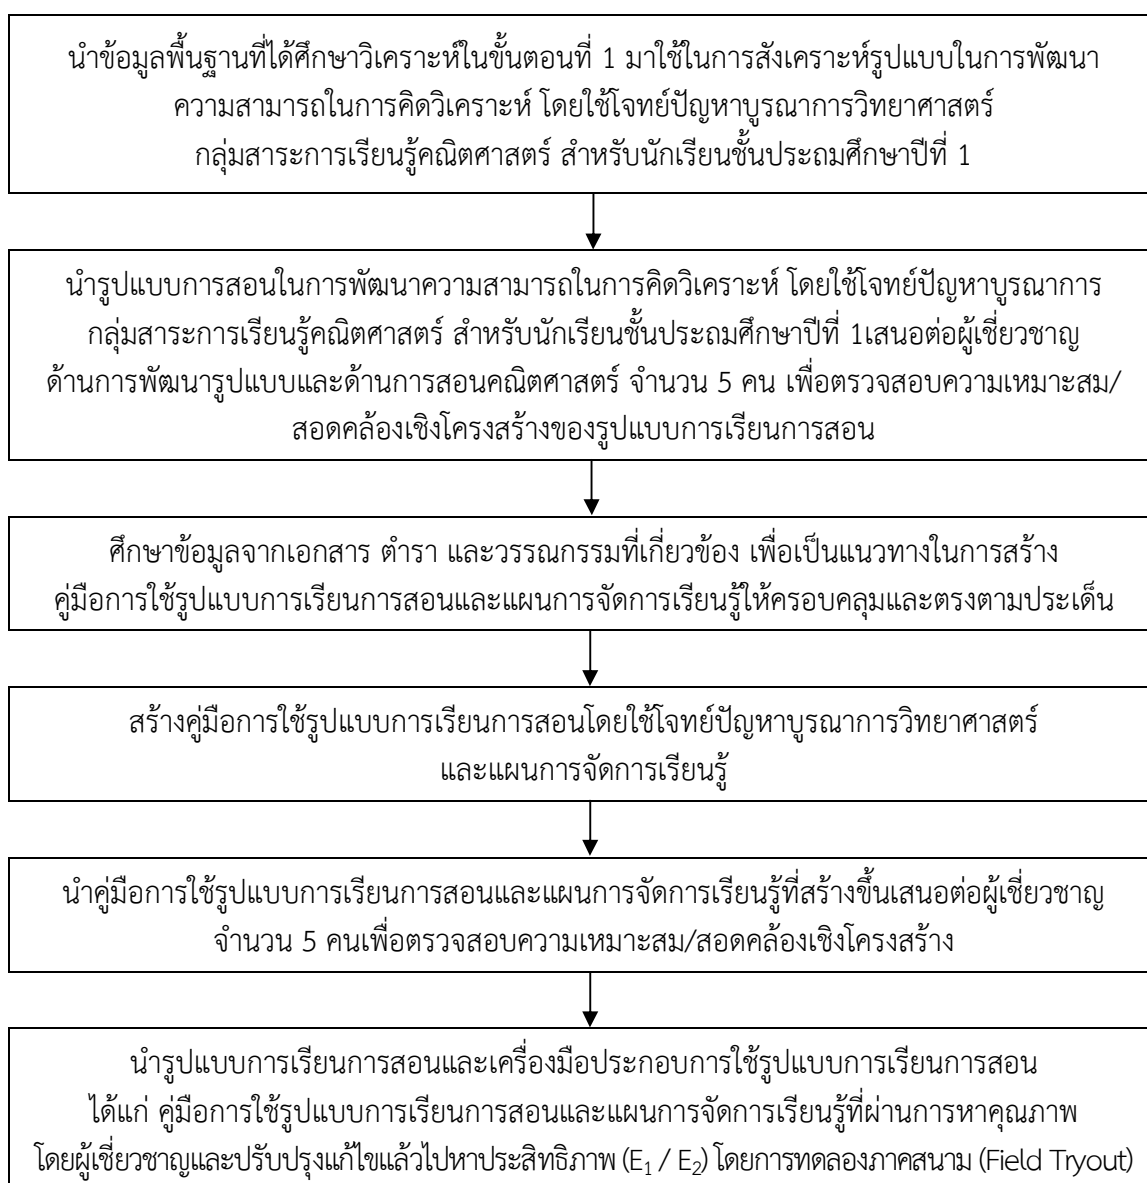 นำข้อมูลพื้นฐานที่ได้ศึกษาวิเคราะห์ในขั้นตอนที่ 1 มาใช้ในการสังเคราะห์รูปแบบในการพัฒนา
ความสามารถในการคิดวิเคราะห์ โดยใช้โจทย์ปัญหาบูรณาการวิทยาศาสตร์
กลุ่มสาระการเรียนรู้คณิตศาสตร์ สำหรับนักเรียนชั้นประถมศึกษาปีที่ 1
นำรูปแบบการสอนในการพัฒนาความสามารถในการคิดวิเคราะห์ โดยใช้โจทย์ปัญหาบูรณาการ
กลุ่มสาระการเรียนรู้คณิตศาสตร์ สำหรับนักเรียนชั้นประถมศึกษาปีที่ 1เสนอต่อผู้เชี่ยวชาญ
ด้านการพัฒนารูปแบบและด้านการสอนคณิตศาสตร์ จำนวน 5 คน เพื่อตรวจสอบความเหมาะสม/
สอดคล้องเชิงโครงสร้างของรูปแบบการเรียนการสอน
ศึกษาข้อมูลจากเอกสาร ตำรา และวรรณกรรมที่เกี่ยวข้อง เพื่อเป็นแนวทางในการสร้าง
คู่มือการใช้รูปแบบการเรียนการสอนและแผนการจัดการเรียนรู้ให้ครอบคลุมและตรงตามประเด็น
สร้างคู่มือการใช้รูปแบบการเรียนการสอนโดยใช้โจทย์ปัญหาบูรณาการวิทยาศาสตร์
และแผนการจัดการเรียนรู้
นำคู่มือการใช้รูปแบบการเรียนการสอนและแผนการจัดการเรียนรู้ที่สร้างขึ้นเสนอต่อผู้เชี่ยวชาญ
จำนวน 5 คนเพื่อตรวจสอบความเหมาะสม/สอดคล้องเชิงโครงสร้าง
นำรูปแบบการเรียนการสอนและเครื่องมือประกอบการใช้รูปแบบการเรียนการสอน
ได้แก่ คู่มือการใช้รูปแบบการเรียนการสอนและแผนการจัดการเรียนรู้ที่ผ่านการหาคุณภาพ
โดยผู้เชี่ยวชาญและปรับปรุงแก้ไขแล้วไปหาประสิทธิภาพ (E₁ / E₂) โดยการทดลองภาคสนาม (Field Tryout)